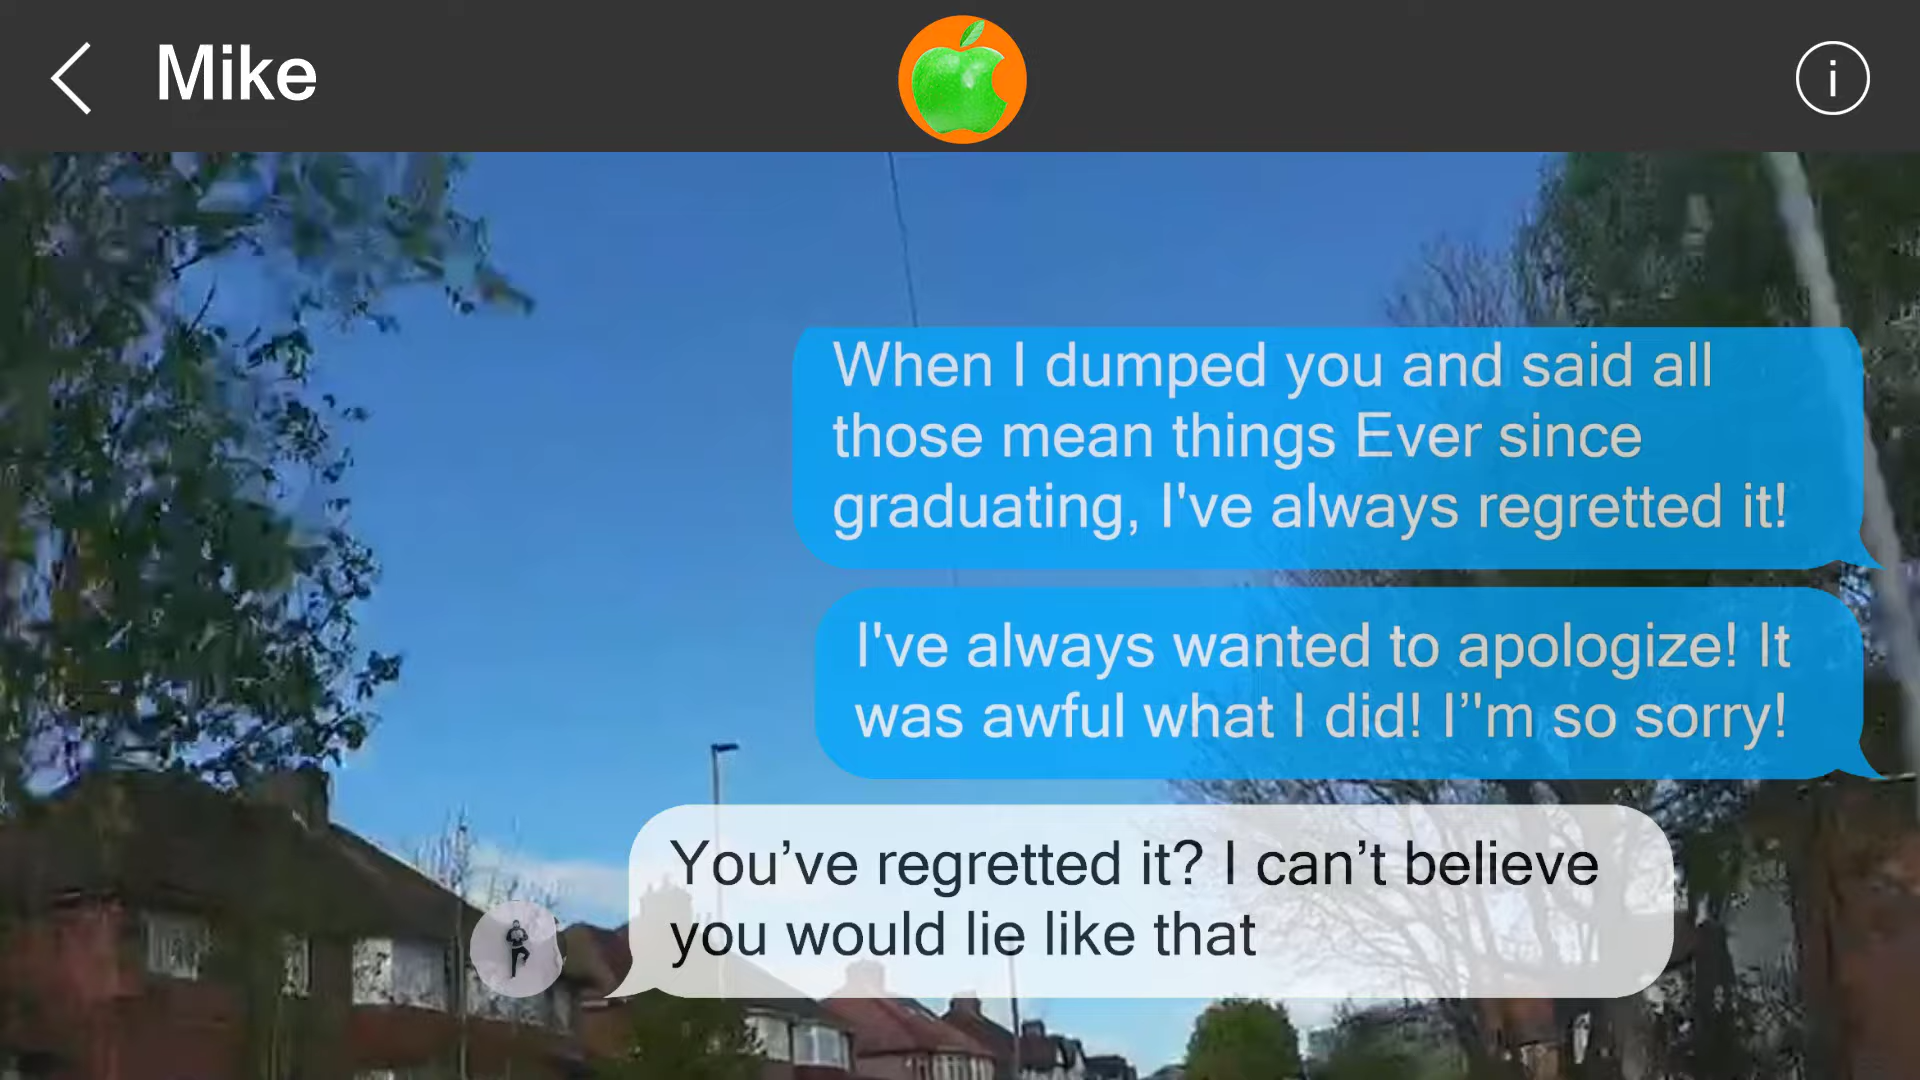 Mike
i
When I dumped you and said all
those mean things Ever since
graduating, I've always regretted it!
I've always wanted to apologize! It
was awful what I did! I’'m so sorry!
You’ve regretted it? I can’t believe
you would lie like that